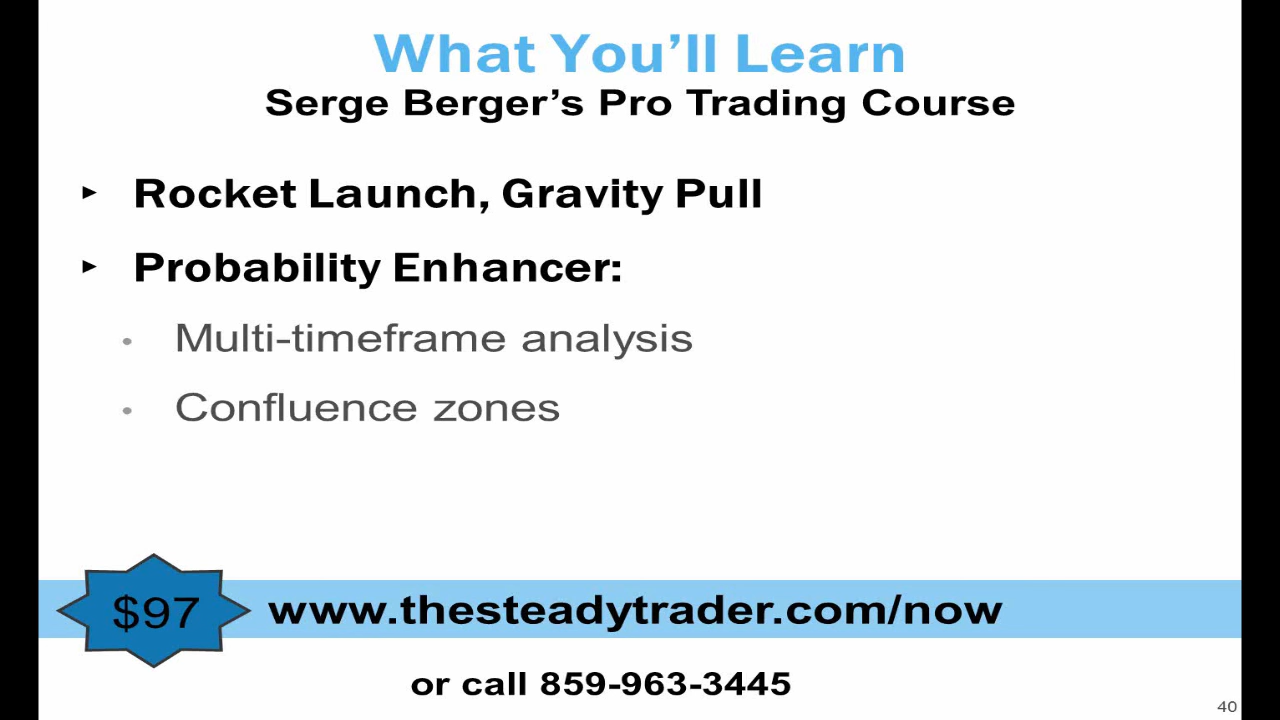 What You’ll Learn
Serge Berger’s Pro Trading Course
‣ Rocket Launch, Gravity Pull
‣ Probability Enhancer:
• Multi-timeframe analysis
• Confluence zones
$97
www.thesteadytrader.com/now
or call 859-963-3445
40